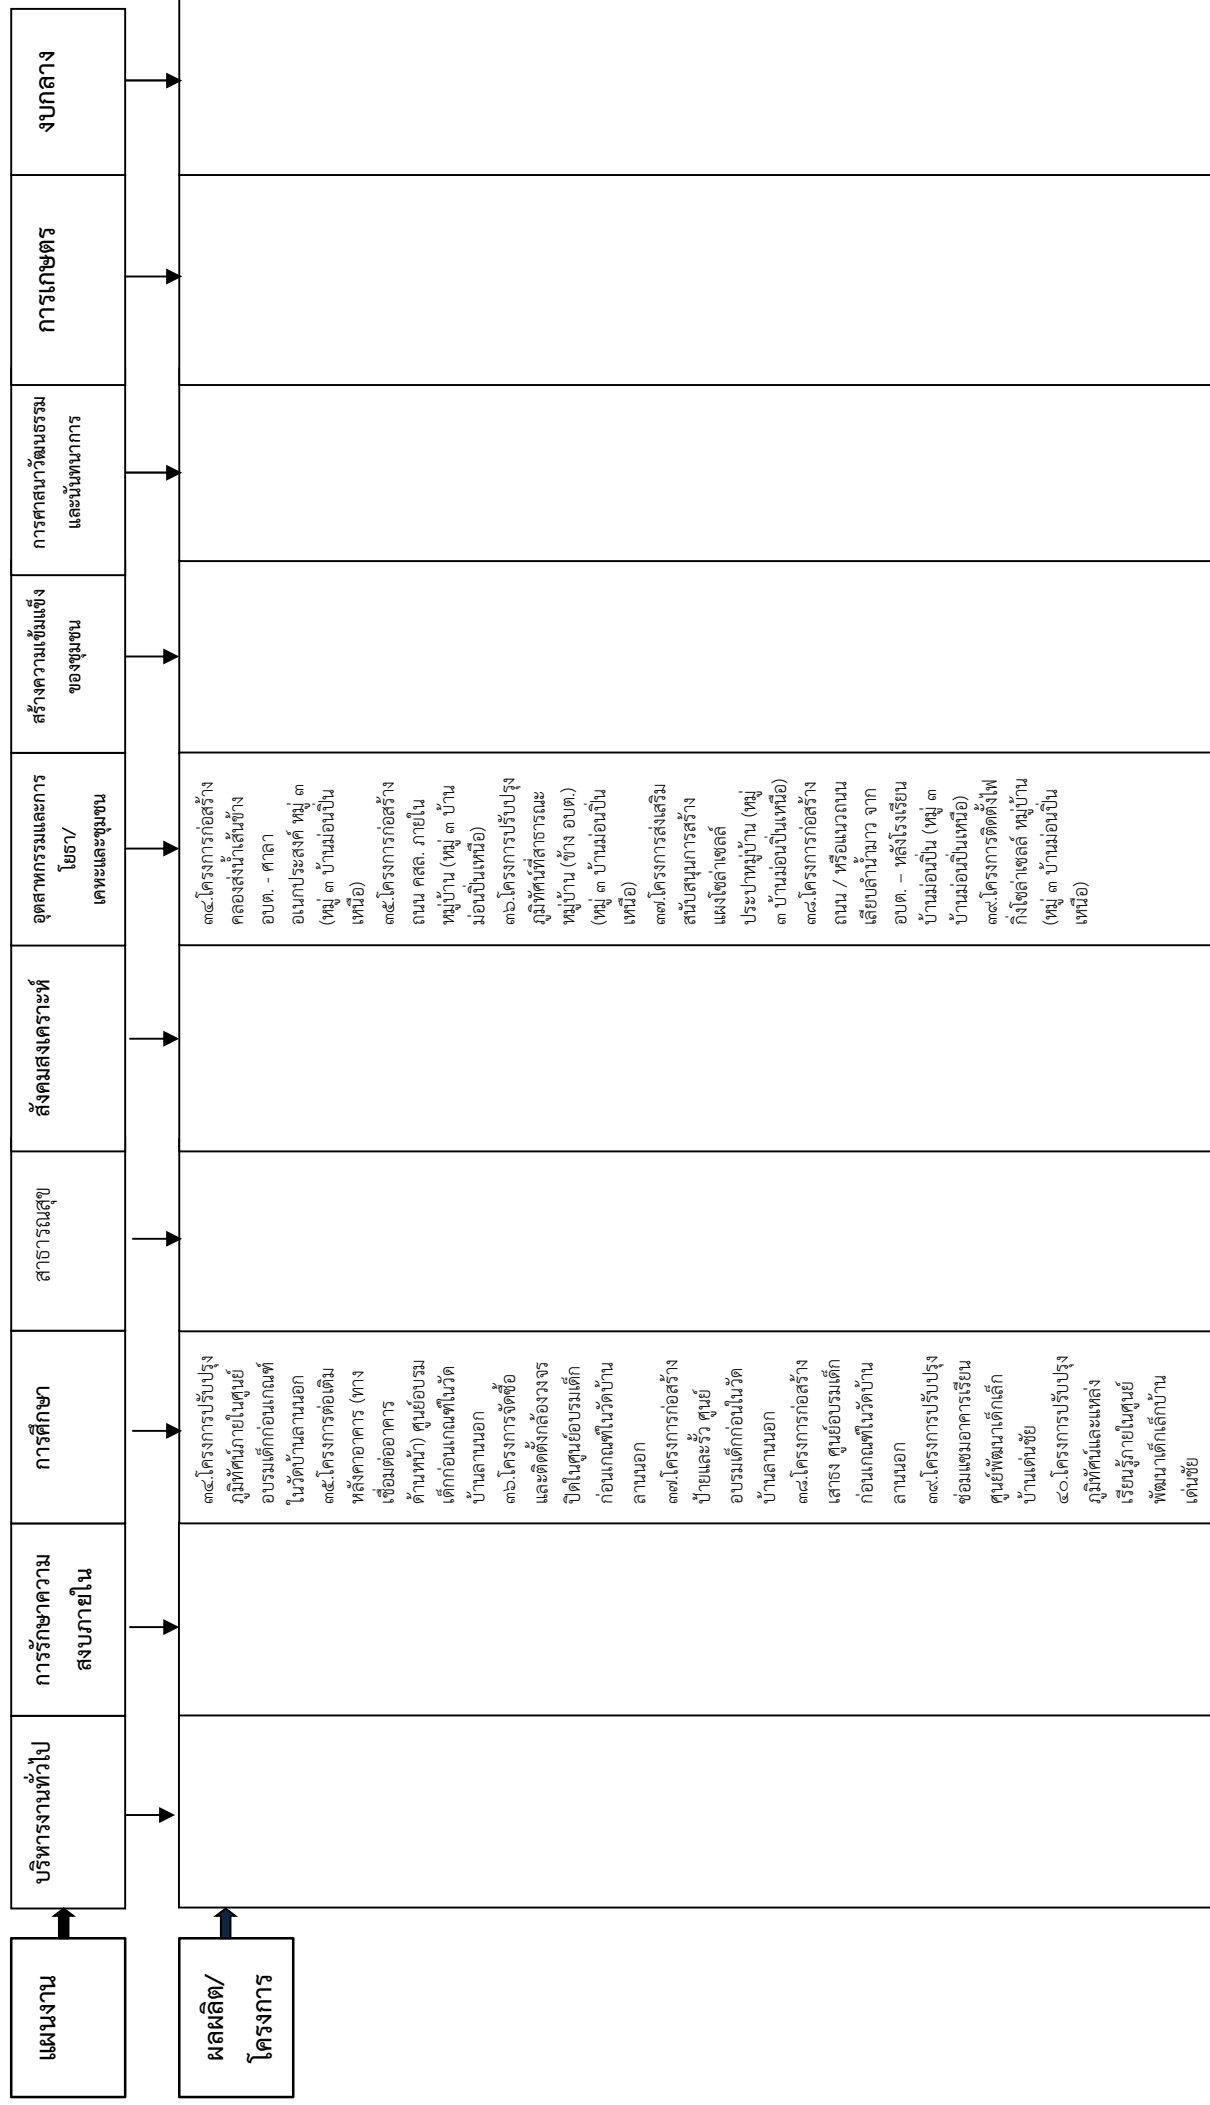 แผนงาน
บริหารงานทั่วไป
การรักษาความ
สงบภายใน
การศึกษา
สาธารณสุข
สังคมสงเคราะห์
อุตสาหกรรมและการ
โยธา/
เคหะและชุมชน
สร้างความเข้มแข็ง
ของชุมชน
การศาสนาวัฒนธรรม
และนันทนาการ
การเกษตร
งบกลาง
ผลผลิต/
โครงการ
๓๔.โครงการปรับปรุง
ภูมิทัศน์ภายในศูนย์
อบรมเด็กก่อนเกณฑ์
ในวัดบ้านลานนอก
๓๕.โครงการต่อเติม
หลังคาอาคาร (ทาง
เชื่อมต่ออาคาร
ด้านหน้า) ศูนย์อบรม
เด็กก่อนเกณฑ์ในวัด
บ้านลานนอก
๓๖.โครงการจัดซื้อ
และติดตั้งกล้องวงจร
ปิดในศูนย์อบรมเด็ก
ก่อนเกณฑ์ในวัดบ้าน
ลานนอก
๓๗.โครงการก่อสร้าง
ป้ายและรั้ว ศูนย์
อบรมเด็กก่อนในวัด
บ้านลานนอก
๓๘.โครงการก่อสร้าง
เสาธง ศูนย์อบรมเด็ก
ก่อนเกณฑ์ในวัดบ้าน
ลานนอก
๓๙.โครงการปรับปรุง
ซ่อมแซมอาคารเรียน
ศูนย์พัฒนาเด็กเล็ก
บ้านเด่นชัย
๔๐.โครงการปรับปรุง
ภูมิทัศน์และแหล่ง
เรียนรู้ภายในศูนย์
พัฒนาเด็กเล็กบ้าน
เด่นชัย
๓๔.โครงการก่อสร้าง
คลองส่งน้ำเส้นข้าง
อบต. - ศาลา
อเนกประสงค์ หมู่ ๓
(หมู่ ๓ บ้านม่อนปิ่น
เหนือ)
๓๕.โครงการก่อสร้าง
ถนน คสล. ภายใน
หมู่บ้าน (หมู่ ๓ บ้าน
ม่อนปิ่นเหนือ)
๓๖.โครงการปรับปรุง
ภูมิทัศน์ที่สาธารณะ
หมู่บ้าน (ข้าง อบต.)
(หมู่ ๓ บ้านม่อนปิ่น
เหนือ)
๓๗.โครงการส่งเสริม
สนับสนุนการสร้าง
แผงโซล่าเซลล์
ประปาหมู่บ้าน (หมู่
๓ บ้านม่อนปิ่นเหนือ)
๓๘.โครงการก่อสร้าง
ถนน / หรือแนวถนน
เลียบลำน้ำมาว จาก
อบต. – หลังโรงเรียน
บ้านม่อนปิ่น (หมู่ ๓
บ้านม่อนปิ่นเหนือ)
๓๙.โครงการติดตั้งไฟ
กิ่งโซล่าเซลล์ หมู่บ้าน
(หมู่ ๓ บ้านม่อนปิ่น
เหนือ)